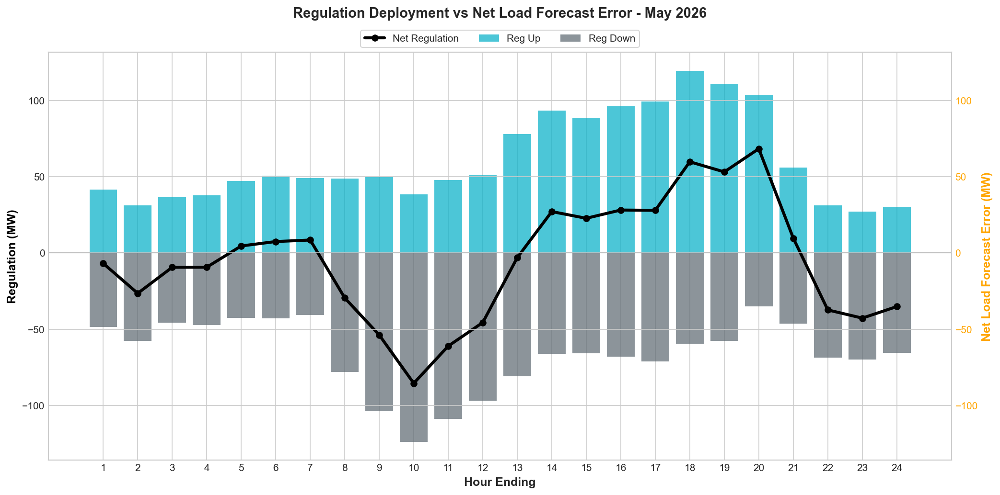 Regulation Deployment vs Net Load Forecast Error - May 2026
Net Regulation Reg Up Reg Down
Regulation (MW)
100
50
0
−50
−100
100
50
0
−50
−100
Net Load Forecast Error (MW)
1 2 3 4 5 6 7 8 9 10 11 12 13 14 15 16 17 18 19 20 21 22 23 24
Hour Ending